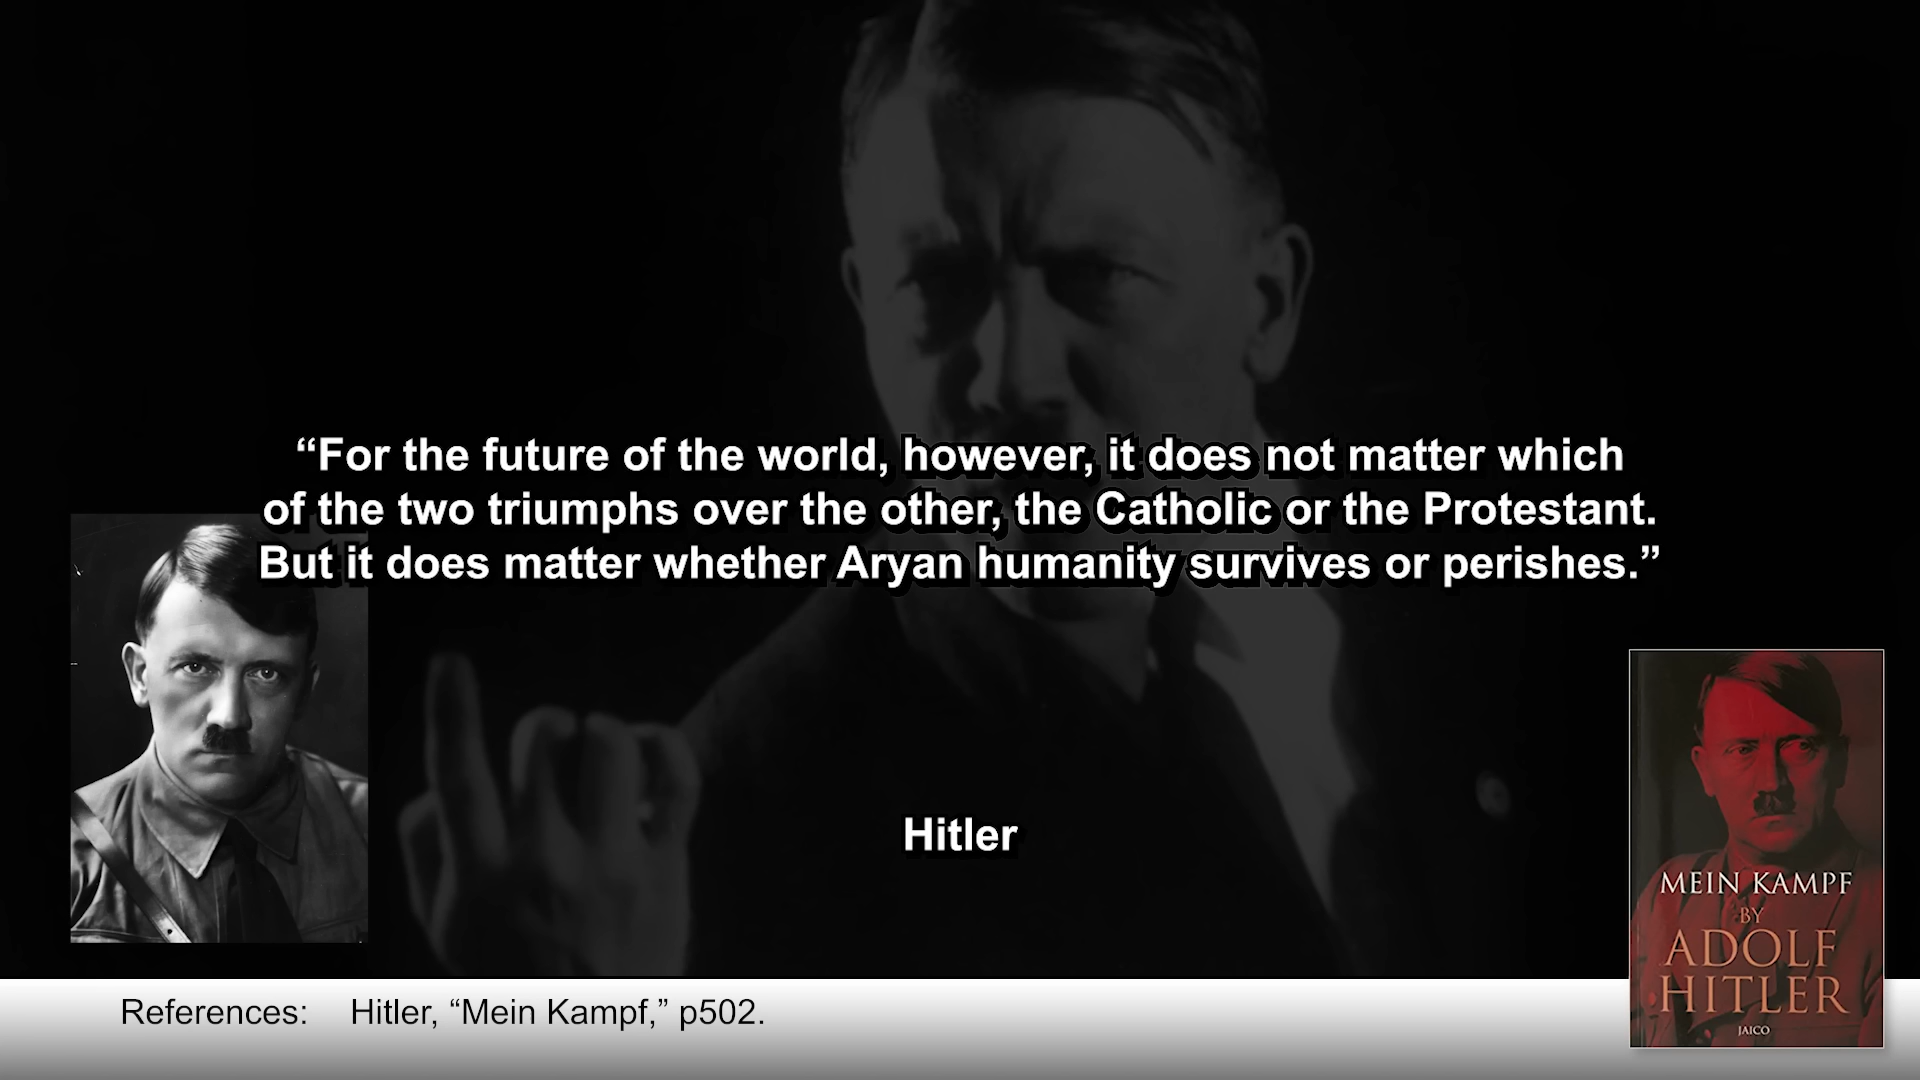 “For the future of the world, however, it does not matter which
of the two triumphs over the other, the Catholic or the Protestant.
But it does matter whether Aryan humanity survives or perishes.”
Hitler
MEIN KAMPF
BY
ADOLF
HITLER
JAICO
References: Hitler, “Mein Kampf,” p502.